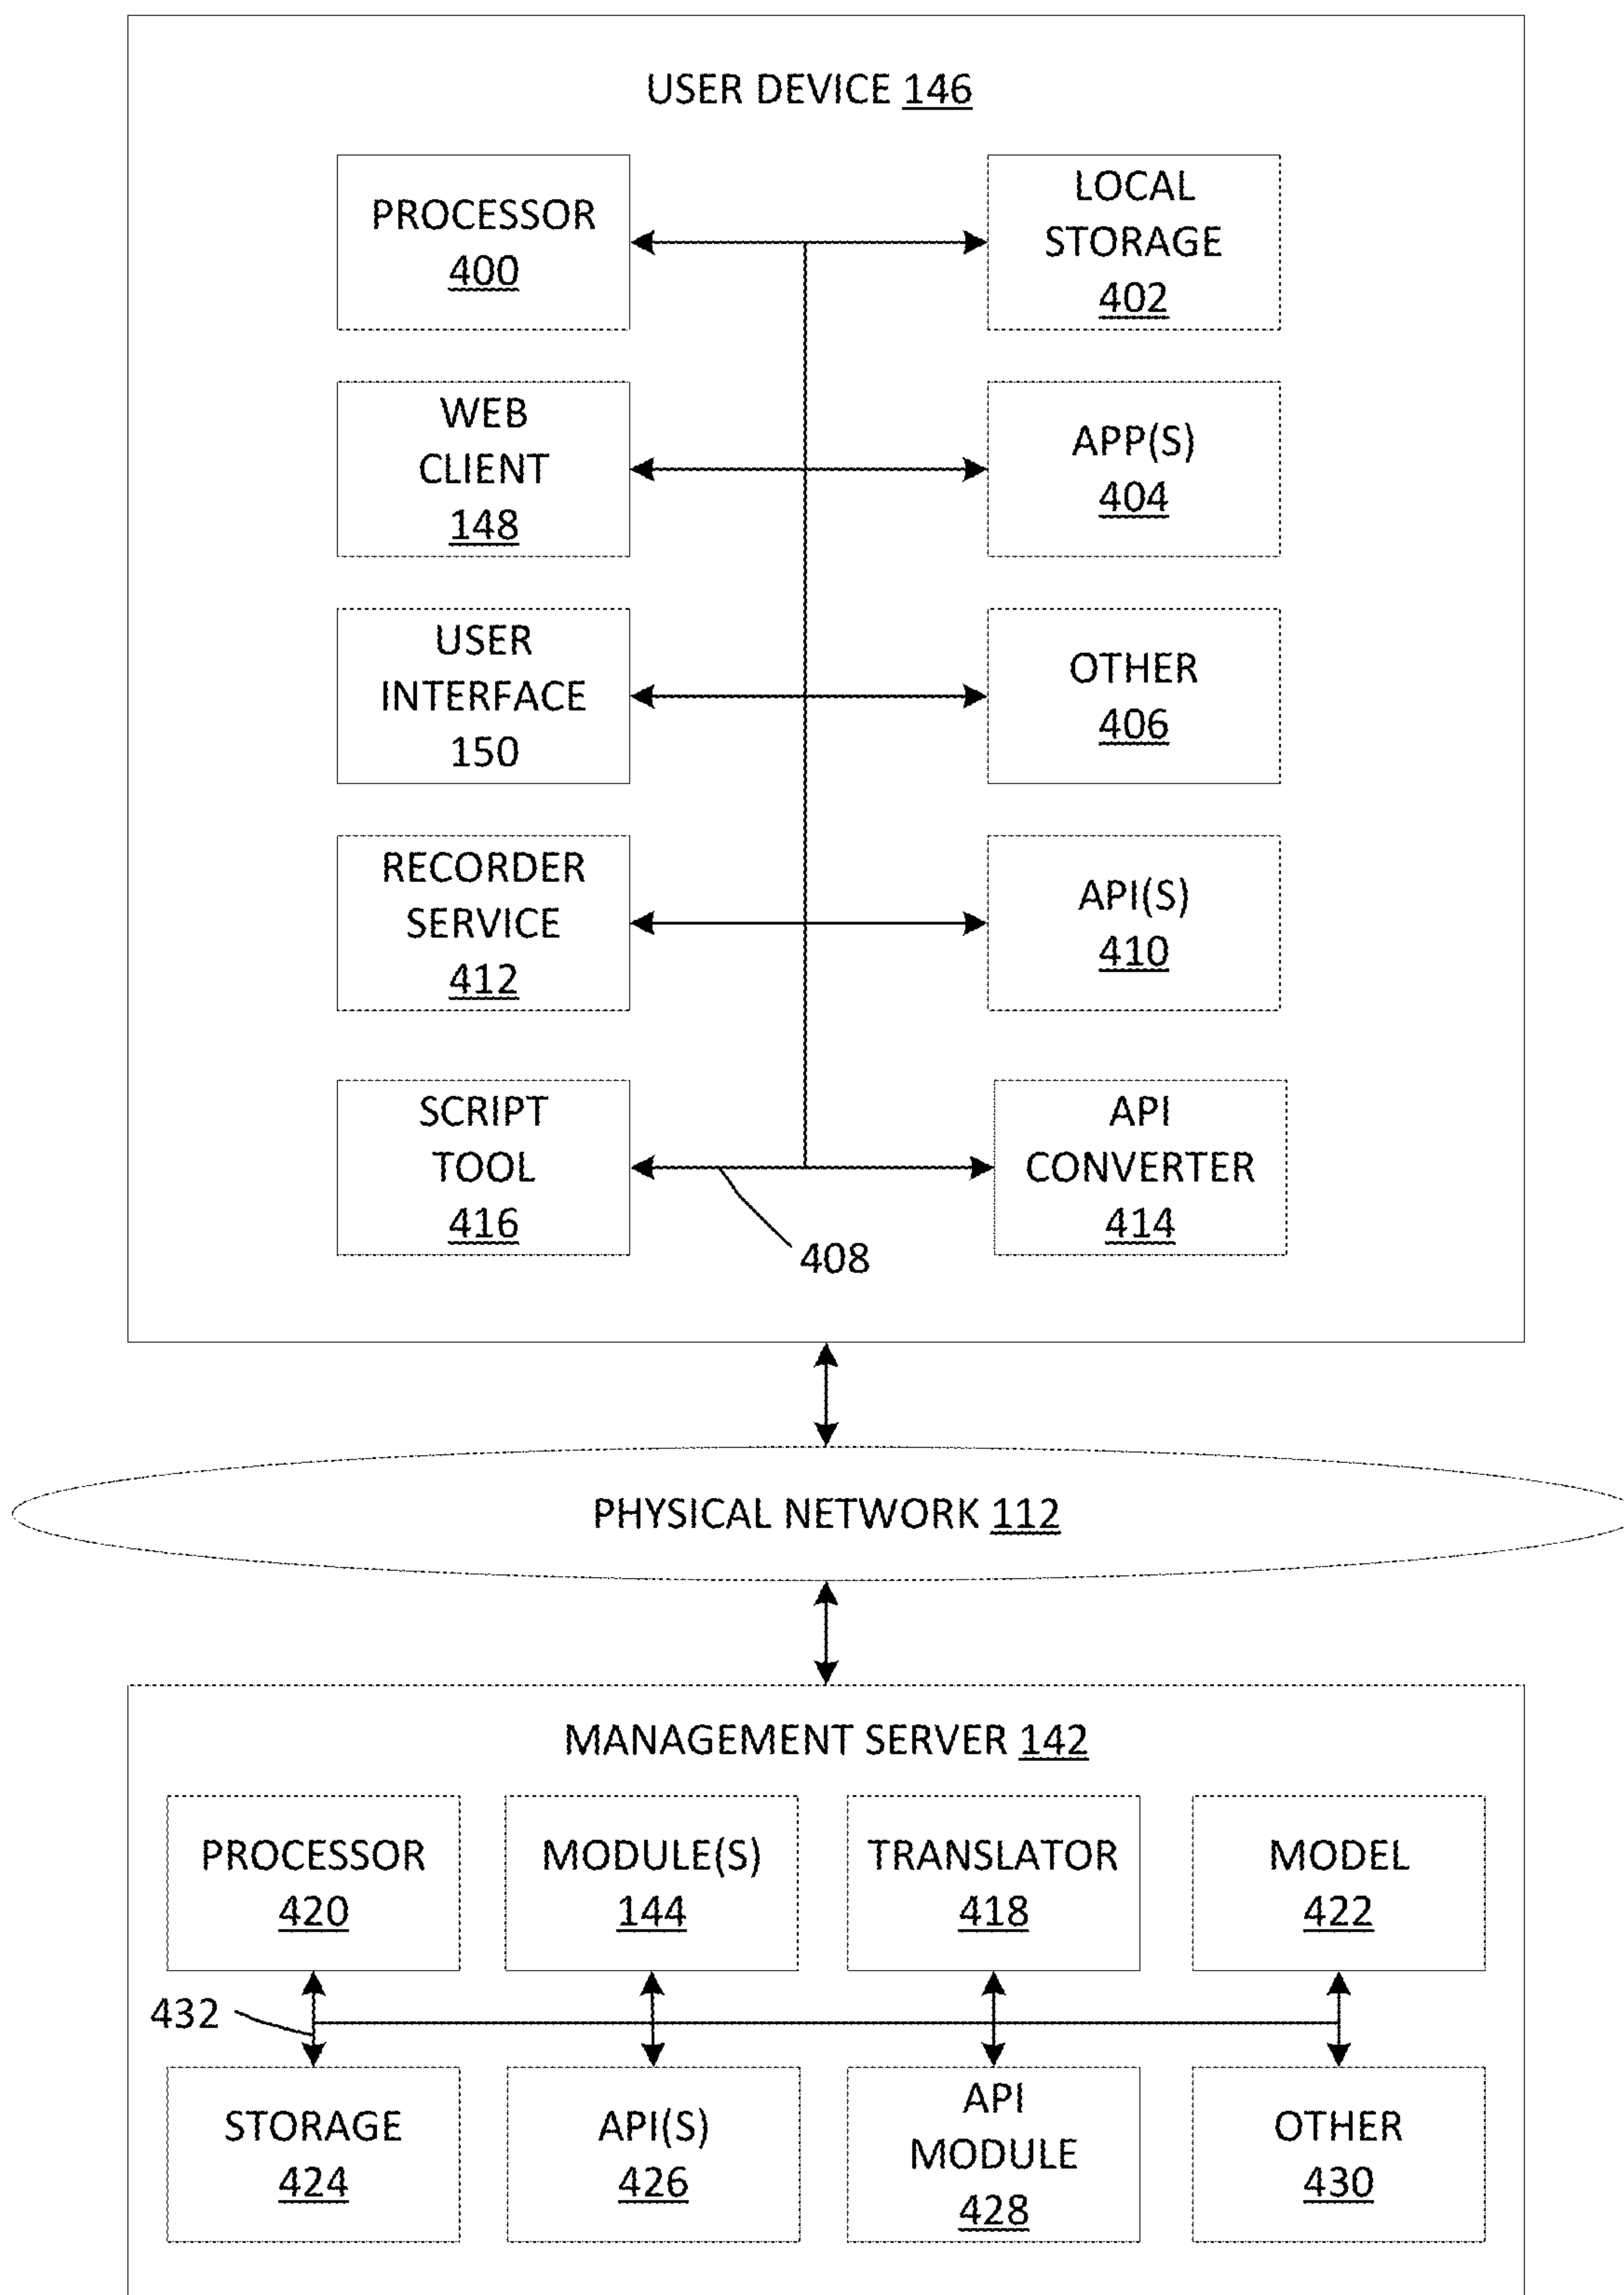 USER DEVICE 146
PROCESSOR
400
LOCAL
STORAGE
402
WEB
CLIENT
148
APP(S)
404
USER
INTERFACE
150
OTHER
406
RECORDER
SERVICE
412
API(S)
410
SCRIPT
TOOL
416
API
CONVERTER
414
408
PHYSICAL NETWORK 112
MANAGEMENT SERVER 142
PROCESSOR
420
MODULE(S)
144
TRANSLATOR
418
MODEL
422
432
STORAGE
424
API(S)
426
API
MODULE
428
OTHER
430